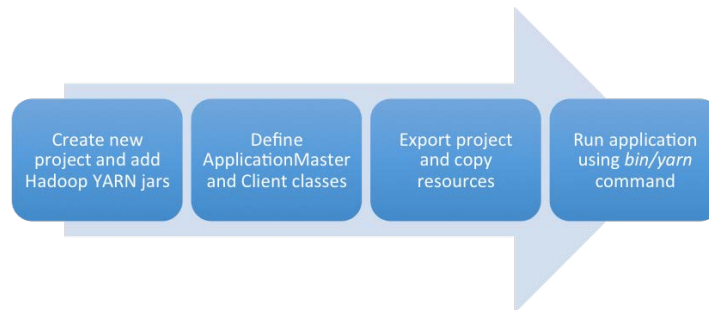 Create new
project and add
Hadoop YARN jars
Define
ApplicationMaster
and Client classes
Export project
and copy
resources
Run application
using bin/yarn
command